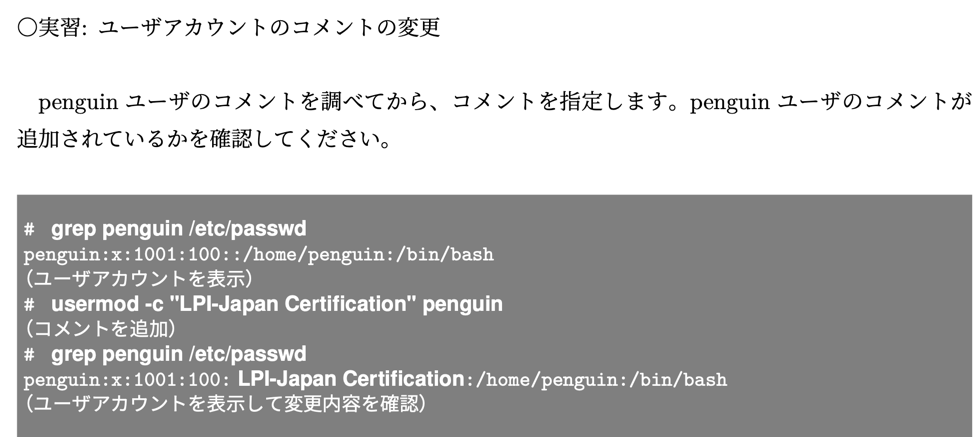 〇実習: ユーザアカウントのコメントの変更
penguin ユーザのコメントを調べてから、コメントを指定します。penguin ユーザのコメントが
追加されているかを確認してください。
# grep penguin /etc/passwd
penguin:x:1001:100::/home/penguin:/bin/bash
（ユーザアカウントを表示）
# usermod -c "LPI-Japan Certification" penguin
（コメントを追加）
# grep penguin /etc/passwd
penguin:x:1001:100: LPI-Japan Certification:/home/penguin:/bin/bash
（ユーザアカウントを表示して変更内容を確認）